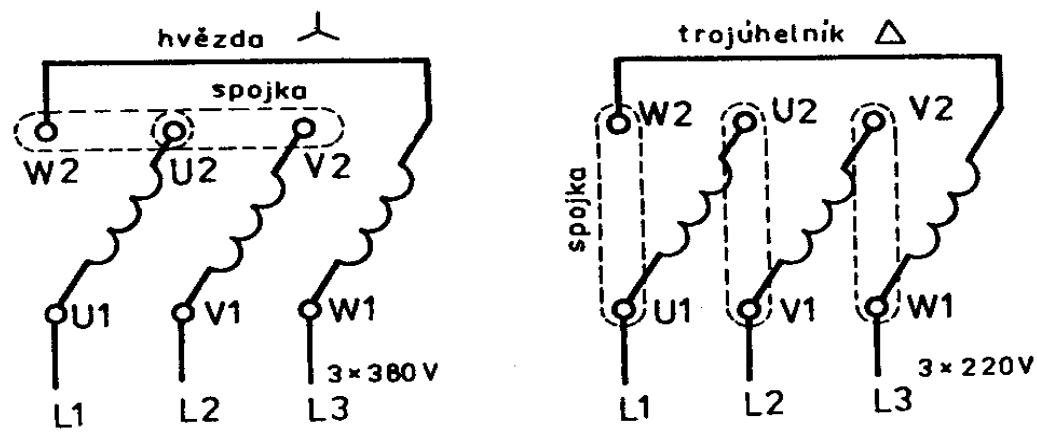 hvězda
spojka
W2 U2 V2
U1 V1 W1
3×380V
L1 L2 L3
trojúhelník
W2 U2 V2
spojka
U1 V1 W1
3×220V
L1 L2 L3